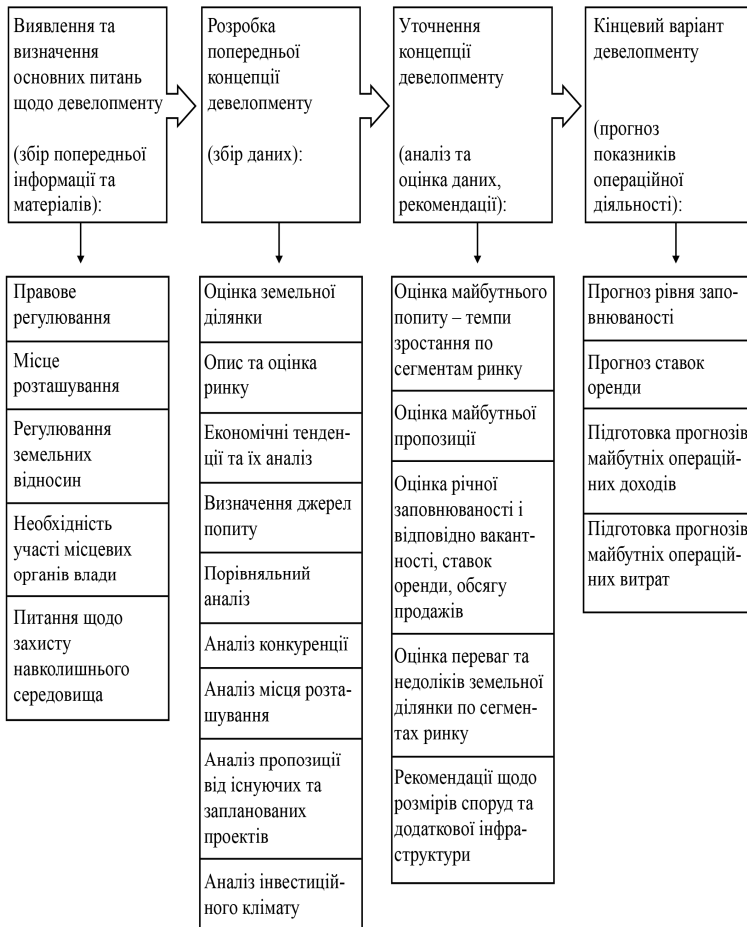 Виявлення та
визначення
основних питань
щодо девелопменту
(збір попередньої
інформації та
матеріалів):
Розробка
попередньої
концепції
девелопменту
(збір даних):
Уточнення
концепції
девелопменту
(аналіз та
оцінка даних,
рекомендації):
Кінцевий варіант
девелопменту
(прогноз
показників
операційної
діяльності):
Правове
регулювання
Місце
розташування
Регулювання
земельних
відносин
Необхідність
участі місцевих
органів влади
Питання щодо
захисту
навколишнього
середовища
Оцінка земельної
ділянки
Опис та оцінка
ринку
Економічні тенден-
ції та їх аналіз
Визначення джерел
попиту
Порівняльний
аналіз
Аналіз конкуренції
Аналіз місця розта-
шування
Аналіз пропозиції
від існуючих та
запланованих
проектів
Аналіз інвестицій-
ного клімату
Оцінка майбутнього
попиту – темпи
зростання по
сегментам ринку
Оцінка майбутньої
пропозиції
Оцінка річної
заповнюваності і
відповідно вакант-
ності, ставок
оренди, обсягу
продажів
Оцінка переваг та
недоліків земельної
ділянки по сегмен-
тах ринку
Рекомендації щодо
розмірів споруд та
додаткової інфра-
структури
Прогноз рівня запо-
внюваності
Прогноз ставок
оренди
Підготовка прогнозів
майбутніх операцій-
них доходів
Підготовка прогнозів
майбутніх операцій-
них витрат